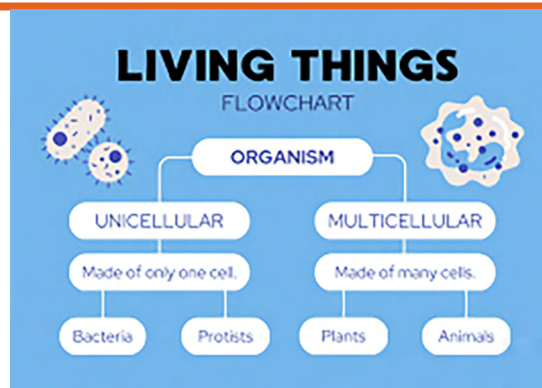 LIVING THINGS
FLOWCHART
ORGANISM
UNICELLULAR
MULTICELLULAR
Made of only one cell.
Made of many cells.
Bacteria
Protists
Plants
Animals